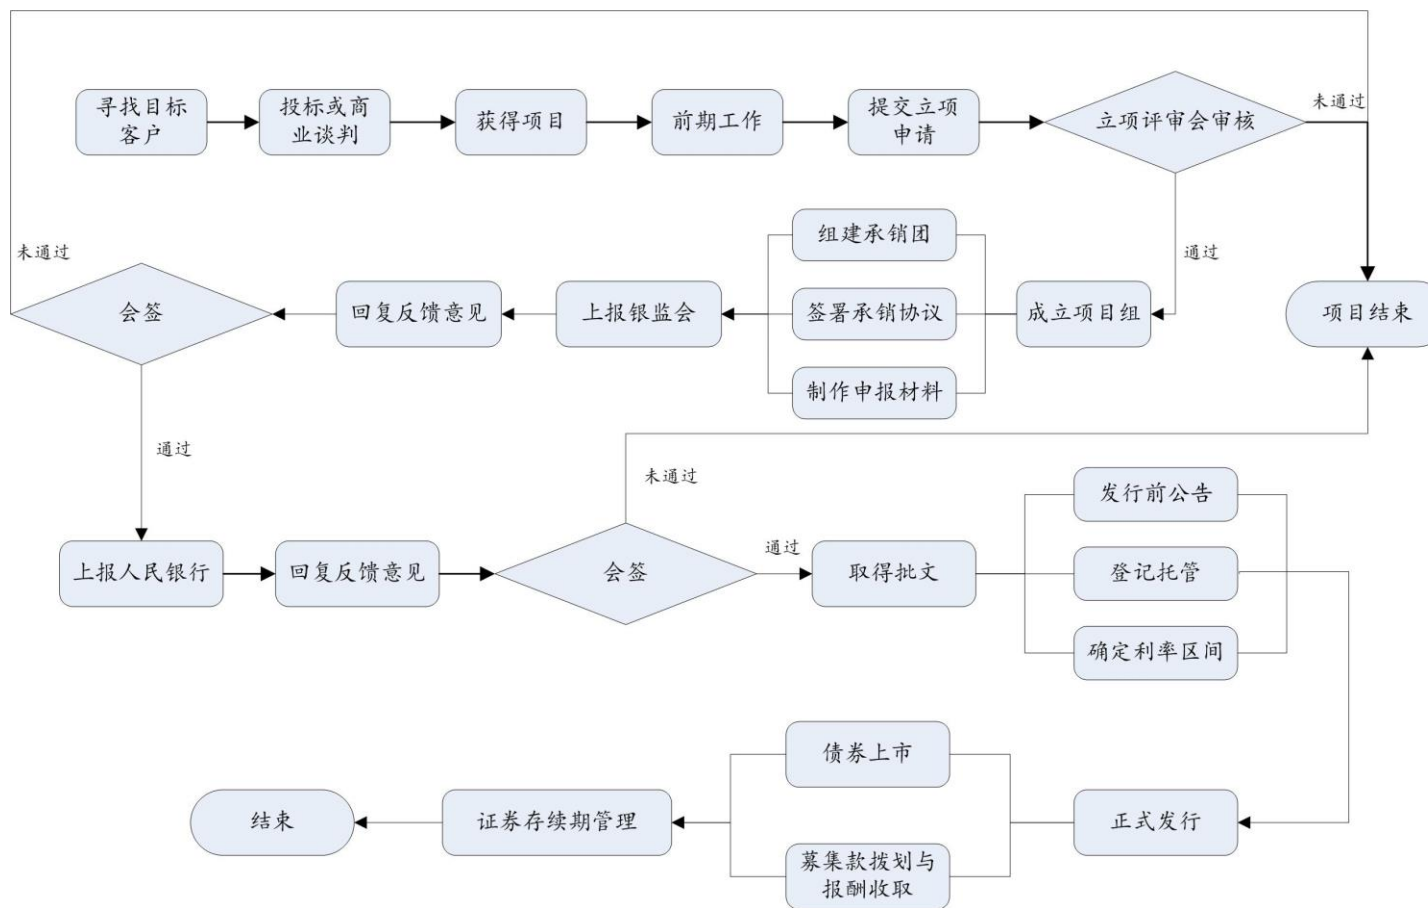 寻找目标
客户
投标或商
业谈判
获得项目
前期工作
提交立项
申请
立项评审会审核
未通过
通过
组建承销团
未通过
会签
回复反馈意见
上报银监会
签署承销协议
成立项目组
项目结束
制作申报材料
通过
未通过
发行前公告
上报人民银行
回复反馈意见
会签
通过
取得批文
登记托管
确定利率区间
债券上市
结束
证券存续期管理
正式发行
募集款拨划与
报酬收取